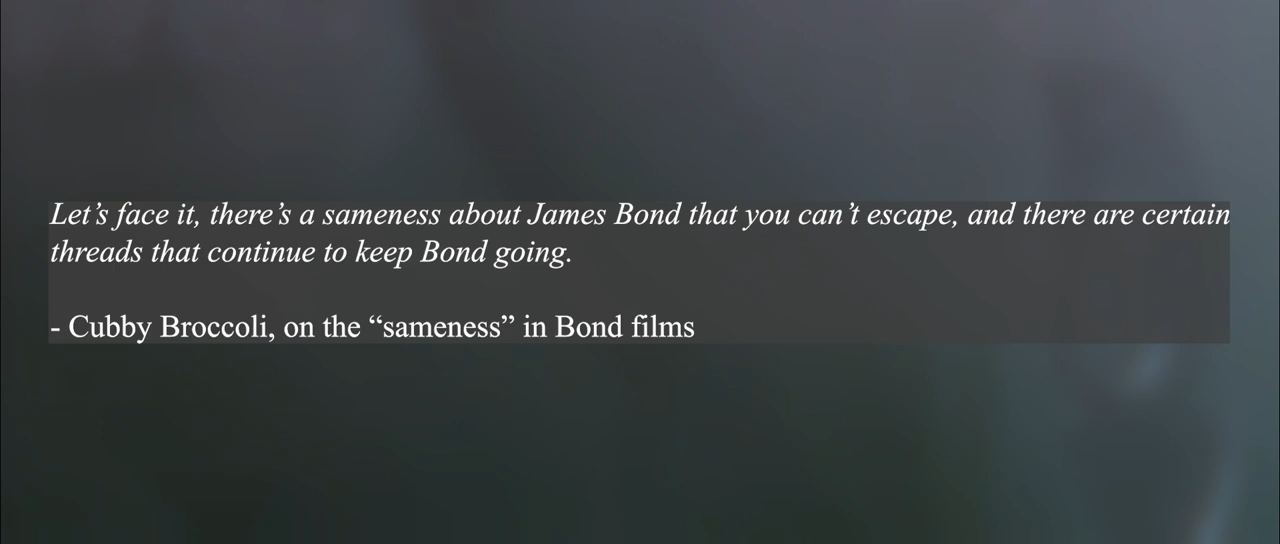 Let’s face it, there’s a sameness about James Bond that you can’t escape, and there are certain
threads that continue to keep Bond going.
- Cubby Broccoli, on the “sameness” in Bond films